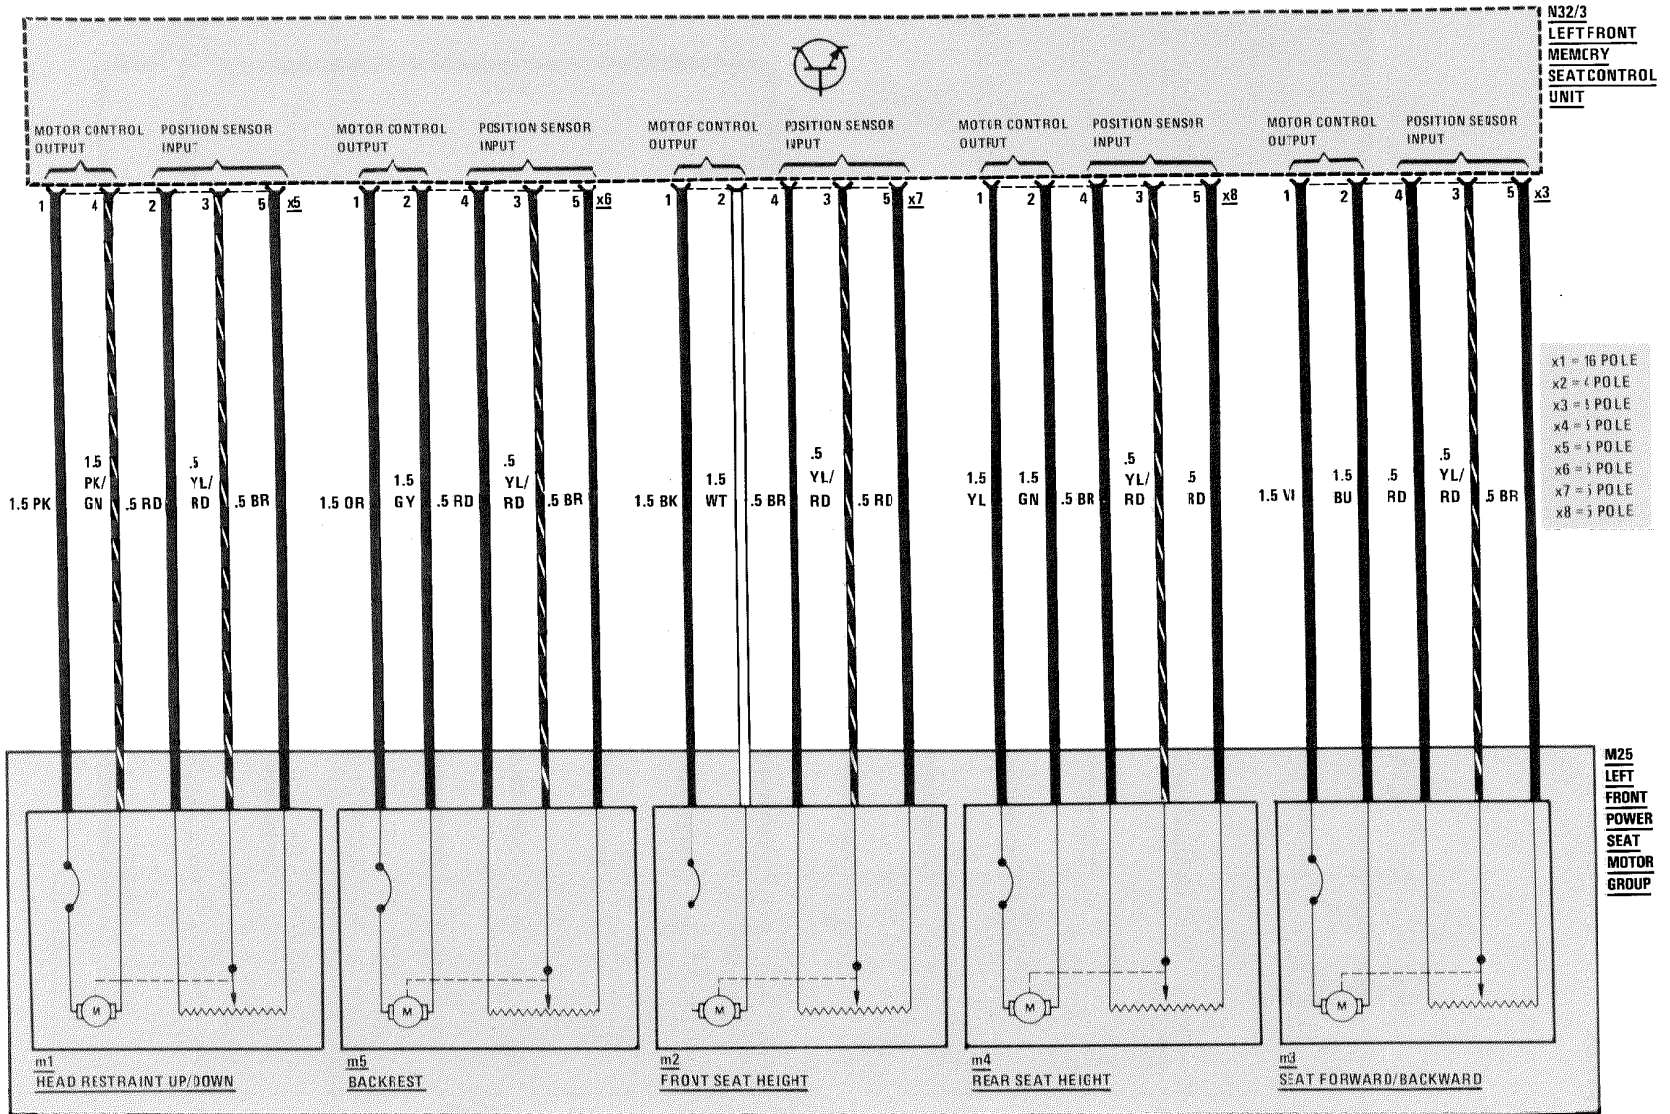 N32/3
LEFT FRONT
MEMORY
SEAT CONTROL
UNIT
MOTOR CONTROL
OUTPUT
POSITION SENSOR
INPUT
MOTOR CONTROL
OUTPUT
POSITION SENSOR
INPUT
MOTOR CONTROL
OUTPUT
POSITION SENSOR
INPUT
MOTOR CONTROL
OUTPUT
POSITION SENSOR
INPUT
MOTOR CONTROL
OUTPUT
POSITION SENSOR
INPUT
1 4 2 3 5 x5
1 2 4 3 5 x6
1 2 4 3 5 x7
1 2 4 3 5 x8
1 2 4 3 5 x3
x1 = 16 POLE
x2 = POLE
x3 = POLE
x4 = POLE
x5 = POLE
x6 = POLE
x7 = POLE
x8 = POLE
1.5 PK
1.5
PK/
GN
.5 RD
.5
YL/
RD
.5 BR
1.5 OR
1.5
GY
.5 RD
.5
YL/
RD
.5 BR
1.5 BK
1.5
WT
.5 BR
.5
YL/
RD
.5 RD
1.5
YL
1.5
GN
.5 BR
.5
YL/
RD
.5
RD
1.5 VI
1.5
BU
.5
RD
.5
YL/
RD
.5 BR
M25
LEFT
FRONT
POWER
SEAT
MOTOR
GROUP
M
M
M
M
M
m1
HEAD RESTRAINT UP/DOWN
m5
BACKREST
m2
FRONT SEAT HEIGHT
m4
REAR SEAT HEIGHT
m3
SEAT FORWARD/BACKWARD